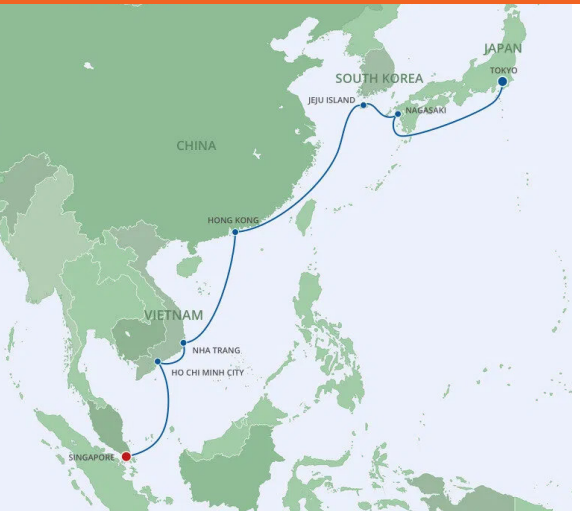 JAPAN
TOKYO
SOUTH KOREA
JEJU ISLAND
NAGASAKI
CHINA
HONG KONG
VIETNAM
NHA TRANG
HO CHI MINH CITY
SINGAPORE